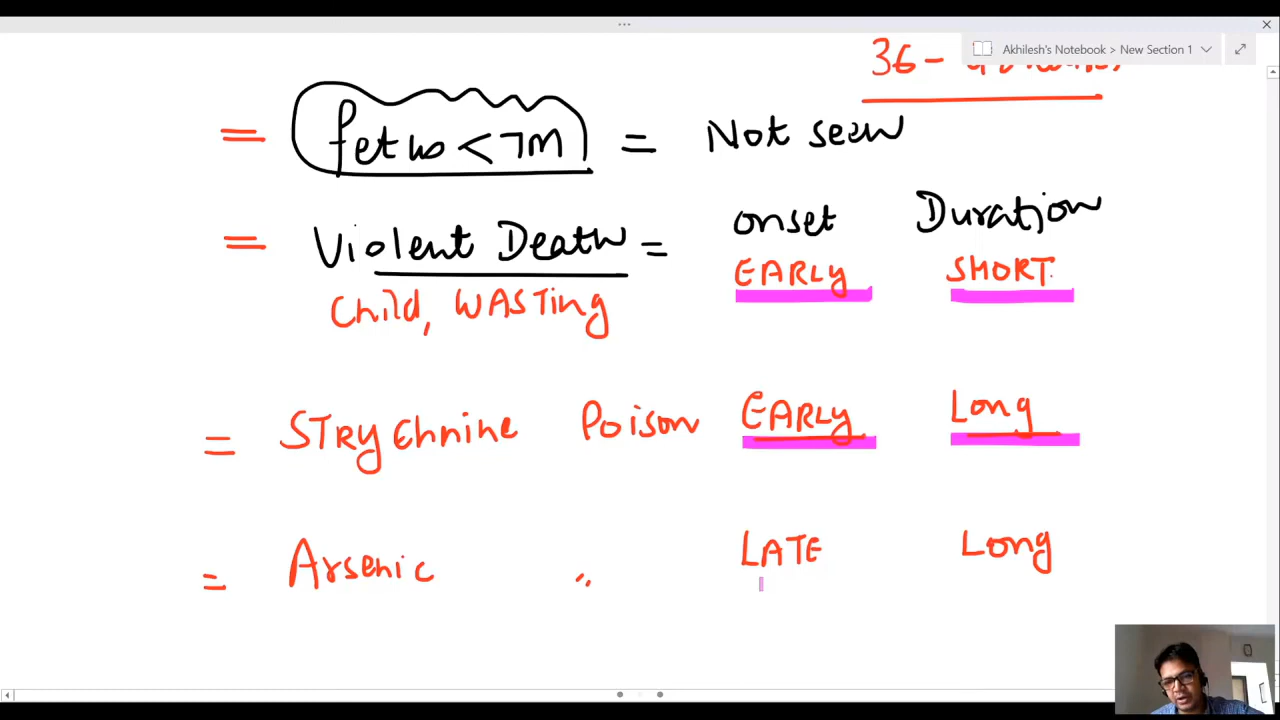 Akhilesh's Notebook > New Section 1
36 -
= fetus < 7M = Not seen
onset Duration
= Violent Death =
EARLY SHORT
Child, WASTing
= STRYChnine Poison EARLY Long
= Arsenic " LATE Long